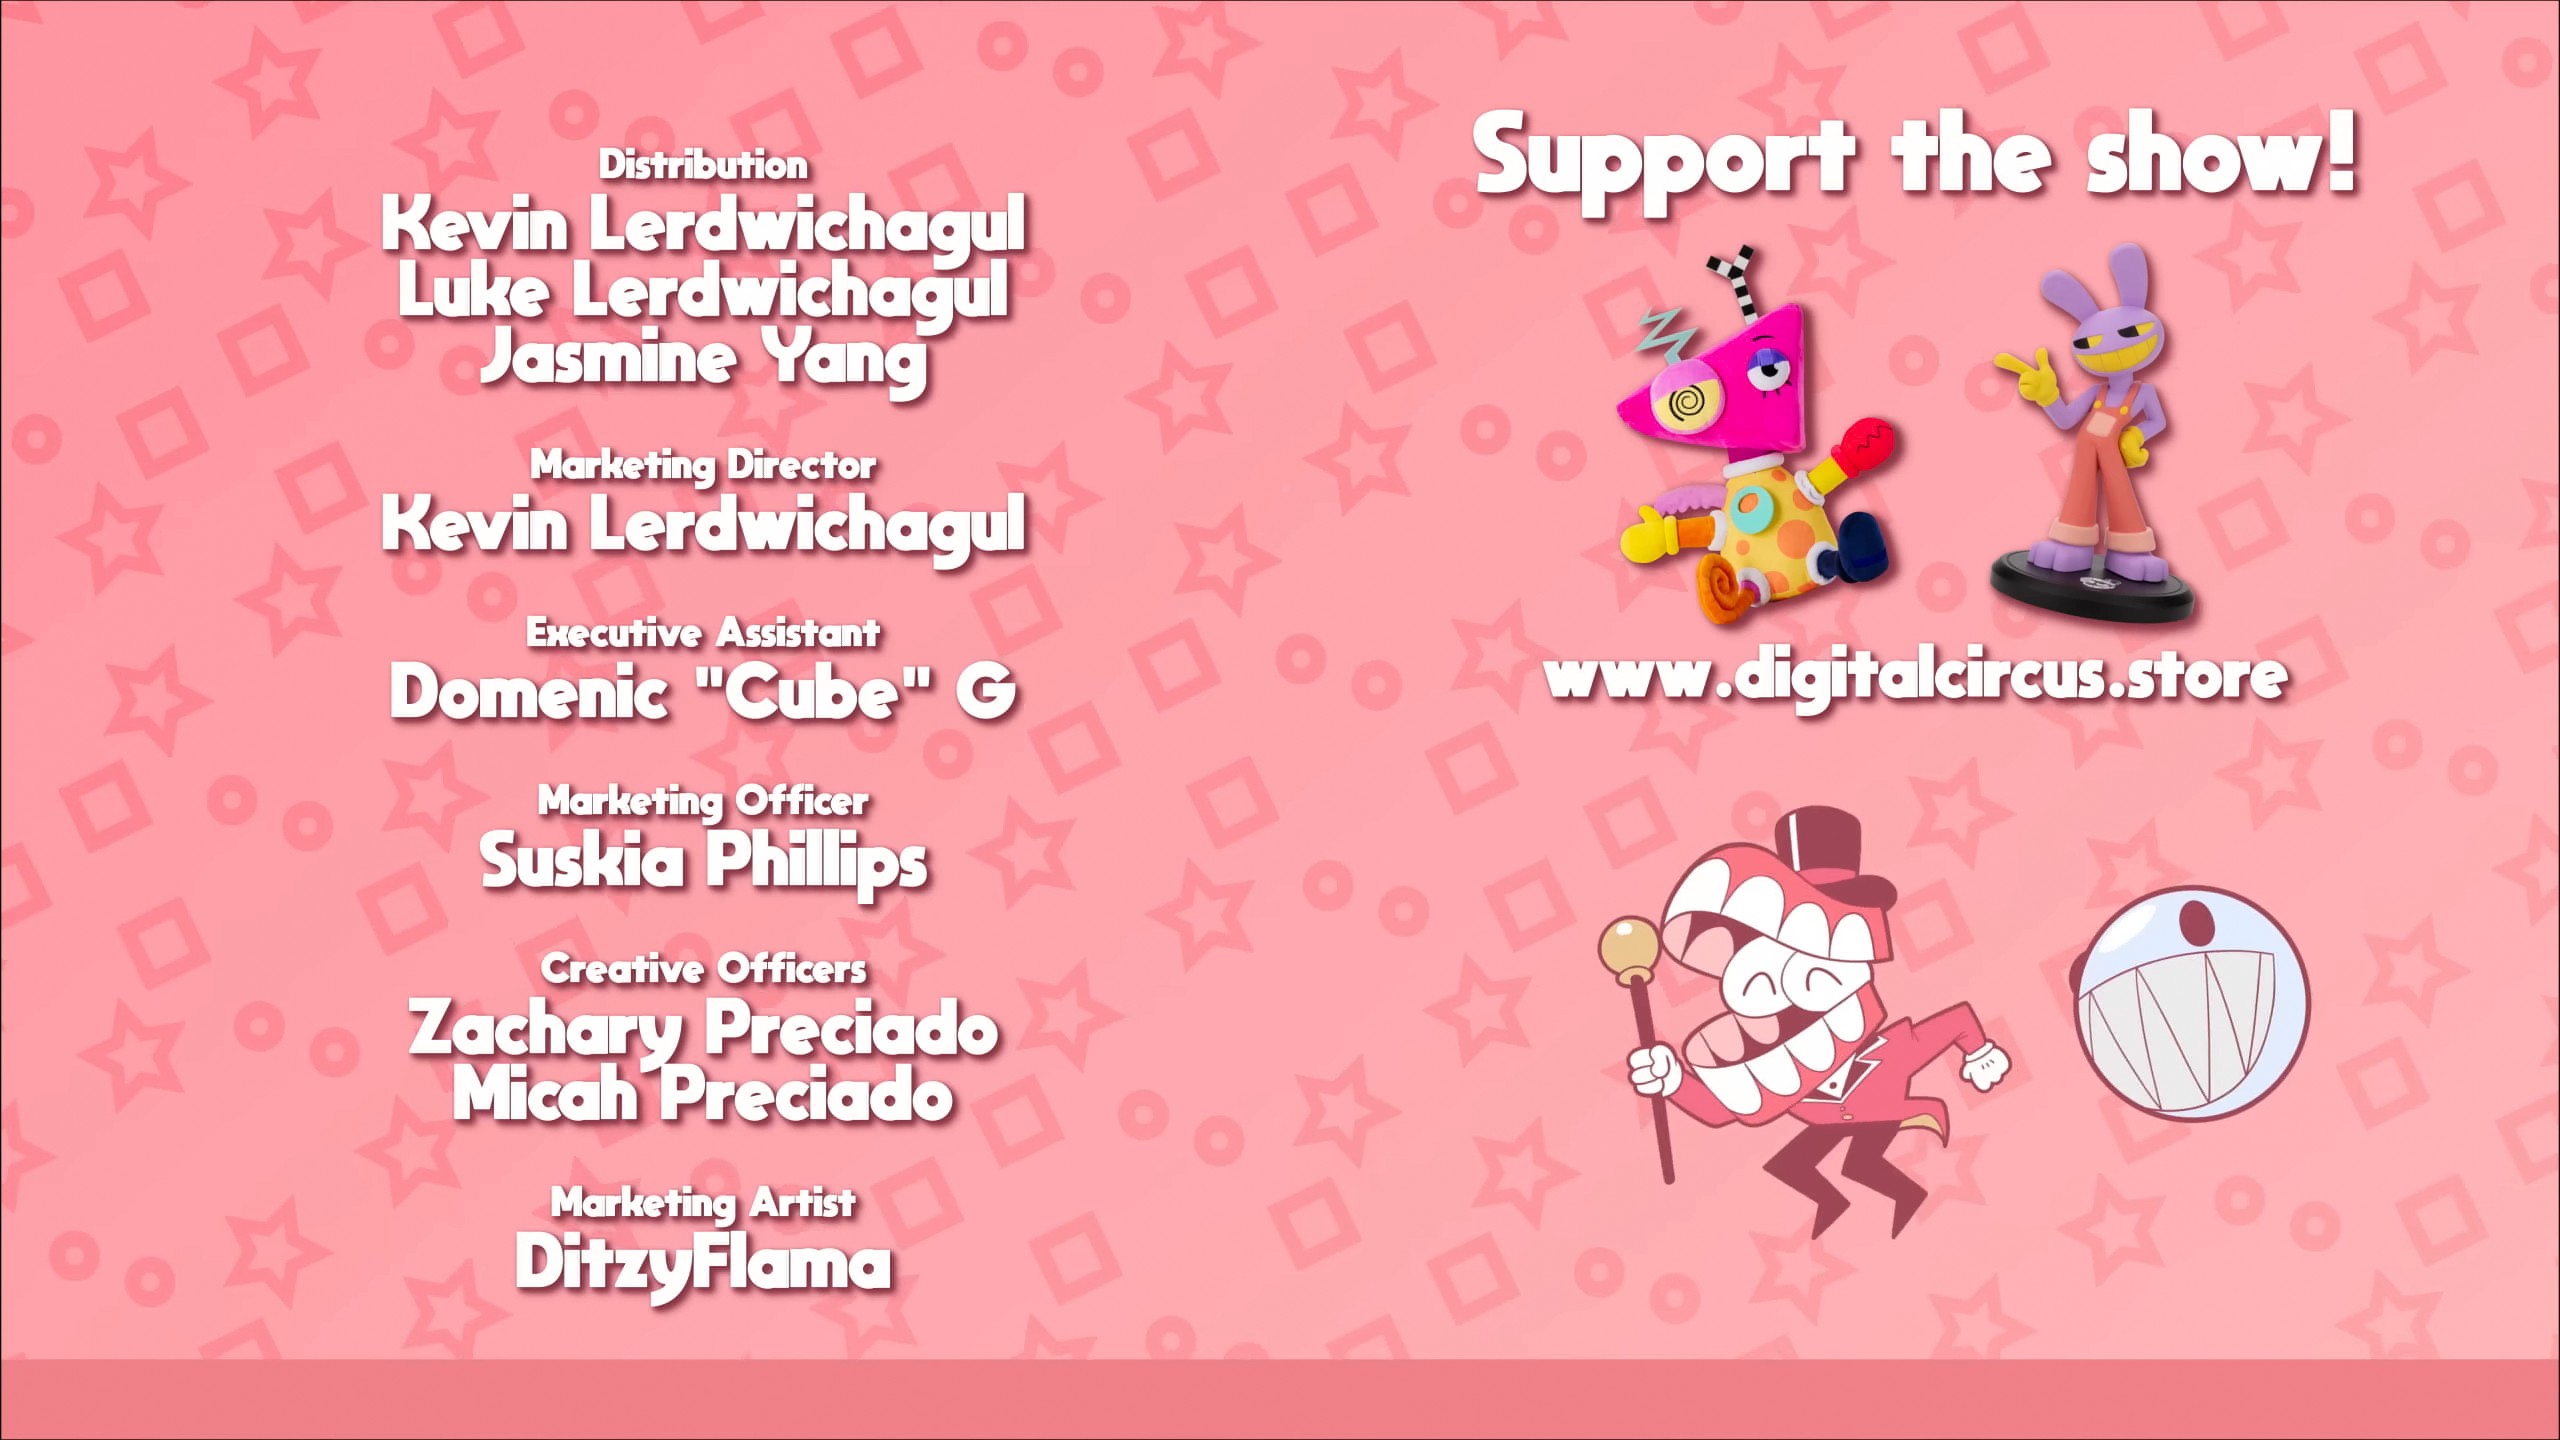 Distribution
Kevin Lerdwichagul
Luke Lerdwichagul
Jasmine Yang
Marketing Director
Kevin Lerdwichagul
Executive Assistant
Domenic "Cube" G
Marketing Officer
Suskia Phillips
Creative Officers
Zachary Preciado
Micah Preciado
Marketing Artist
DitzyFlama
Support the show!
www.digitalcircus.store